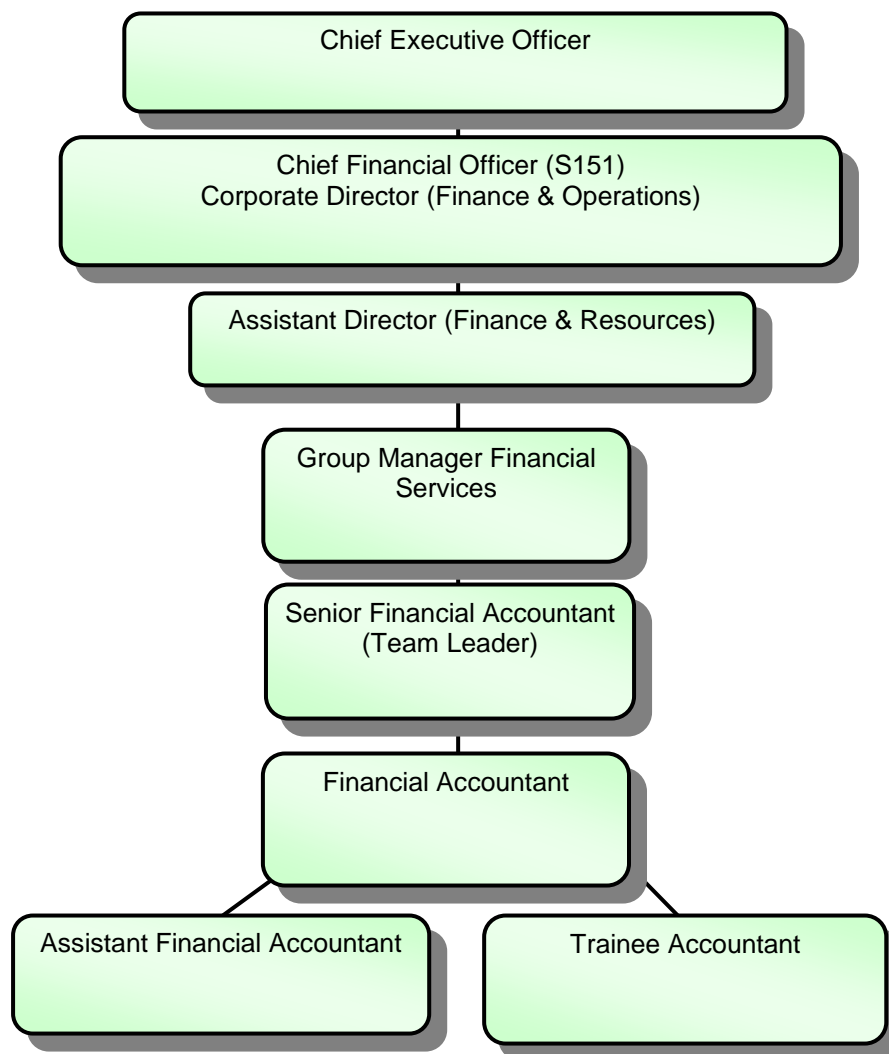 Chief Executive Officer
Chief Financial Officer (S151)
Corporate Director (Finance & Operations)
Assistant Director (Finance & Resources)
Group Manager Financial
Services
Senior Financial Accountant
(Team Leader)
Financial Accountant
Assistant Financial Accountant
Trainee Accountant